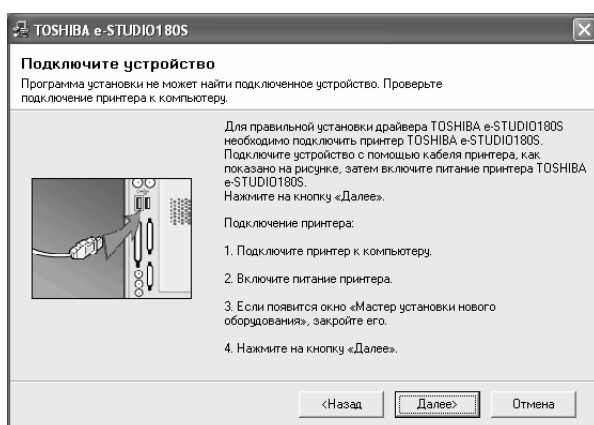 TOSHIBA e-STUDIO180S
Подключите устройство
Программа установки не может найти подключенное устройство. Проверьте
подключение принтера к компьютеру.
Для правильной установки драйвера TOSHIBA e-STUDIO180S
необходимо подключить принтер TOSHIBA e-STUDIO180S.
Подключите устройство с помощью кабеля принтера, как
показано на рисунке, затем включите питание принтера TOSHIBA
e-STUDIO180S.
Нажмите на кнопку «Далее».
Подключение принтера:
1. Подключите принтер к компьютеру.
2. Включите питание принтера.
3. Если появится окно «Мастер установки нового
оборудования», закройте его.
4. Нажмите на кнопку «Далее».
<Назад
Далее>
Отмена